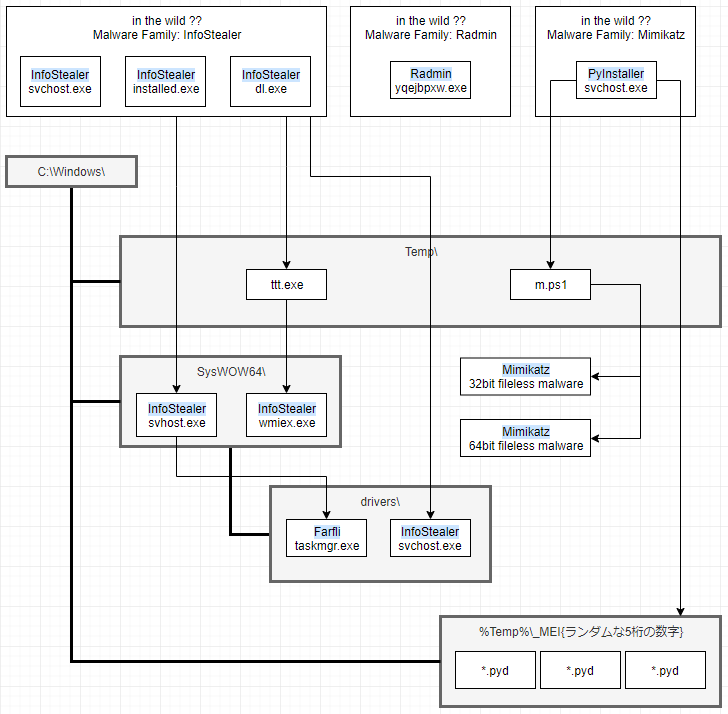 in the wild ??
Malware Family: InfoStealer
InfoStealer
svchost.exe
InfoStealer
installed.exe
InfoStealer
dl.exe
in the wild ??
Malware Family: Radmin
Radmin
yqejbpxw.exe
in the wild ??
Malware Family: Mimikatz
PyInstaller
svchost.exe
C:\Windows\
Temp\
ttt.exe
m.ps1
SysWOW64\
InfoStealer
svhost.exe
InfoStealer
wmiex.exe
Mimikatz
32bit fileless malware
Mimikatz
64bit fileless malware
drivers\
Farfli
taskmgr.exe
InfoStealer
svchost.exe
%Temp%\_MEI{ランダムな5桁の数字}
*.pyd
*.pyd
*.pyd